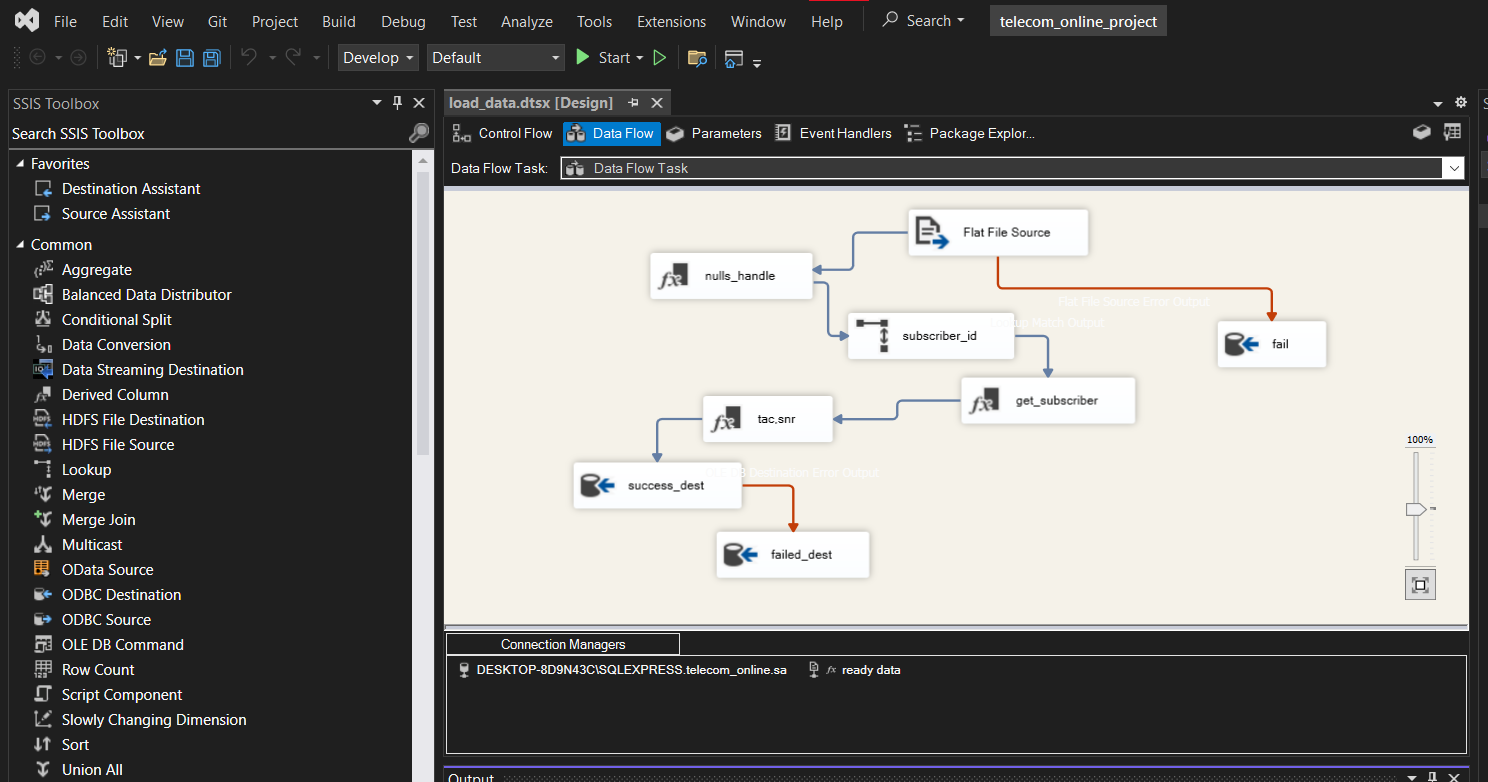 File Edit View Git Project Build Debug Test Analyze Tools Extensions Window Help Search telecom_online_project
Develop Default Start
SSIS Toolbox
Search SSIS Toolbox
Favorites
Destination Assistant
Source Assistant
Common
Aggregate
Balanced Data Distributor
Conditional Split
Data Conversion
Data Streaming Destination
Derived Column
HDFS File Destination
HDFS File Source
Lookup
Merge
Merge Join
Multicast
OData Source
ODBC Destination
ODBC Source
OLE DB Command
Row Count
Script Component
Slowly Changing Dimension
Sort
Union All
load_data.dtsx [Design]
Control Flow Data Flow Parameters Event Handlers Package Explor...
Data Flow Task: Data Flow Task
Flat File Source
nulls_handle
Flat File Source Error Output
Lookup Match Output
subscriber_id
fail
get_subscriber
tac,snr
100%
OLE DB Destination Error Output
success_dest
failed_dest
Connection Managers
DESKTOP-8D9N43C\SQLEXPRESS.telecom_online.sa fx ready data
Output